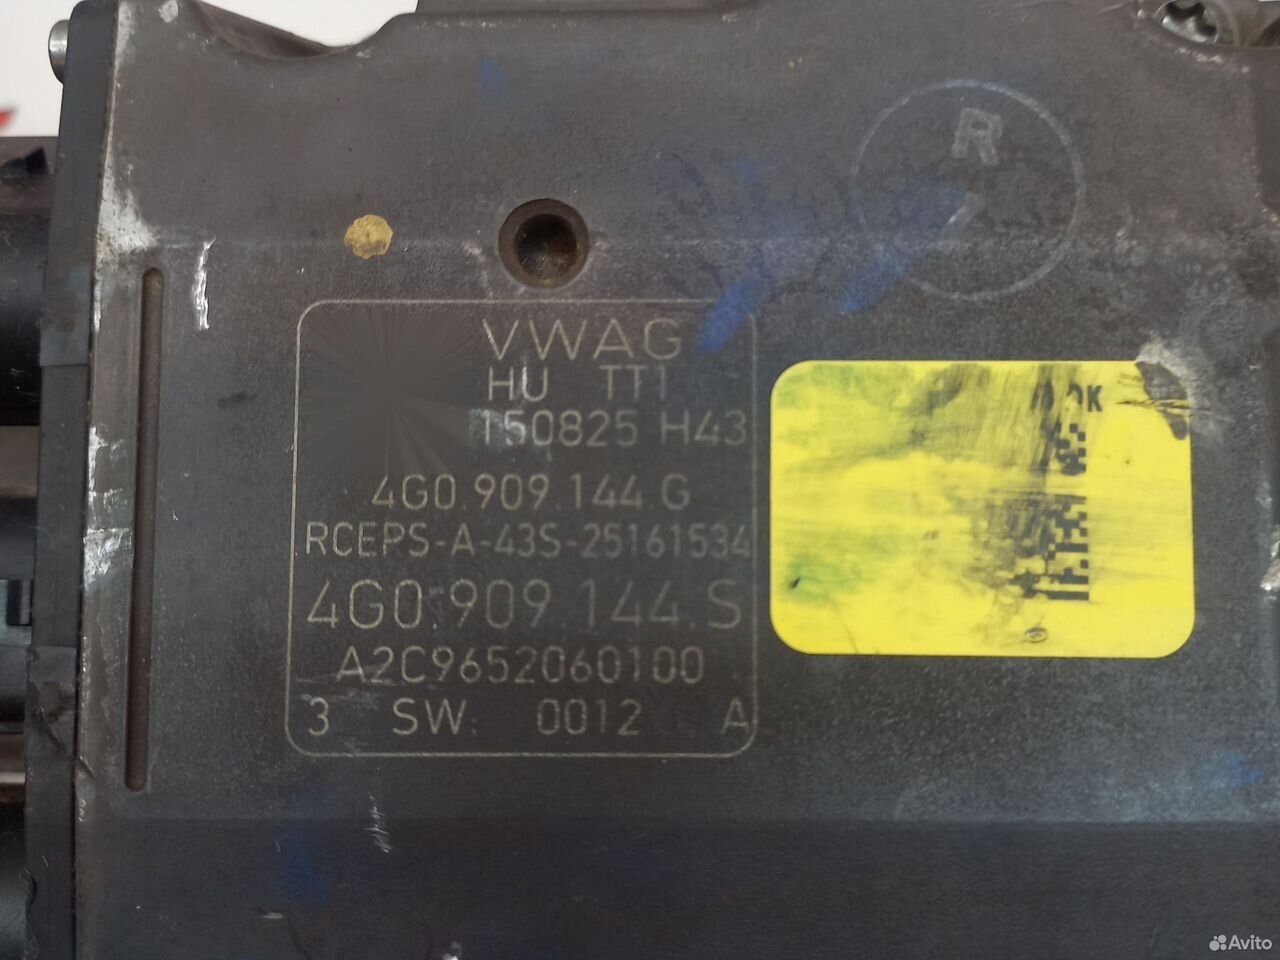 R
VWAG
HU TT1
150825 H43
4G0.909.144.G
RCEPS-A-43S-25161534
4G0.909.144.S
A2C9652060100
3 SW. 0012 A
OK
Avito